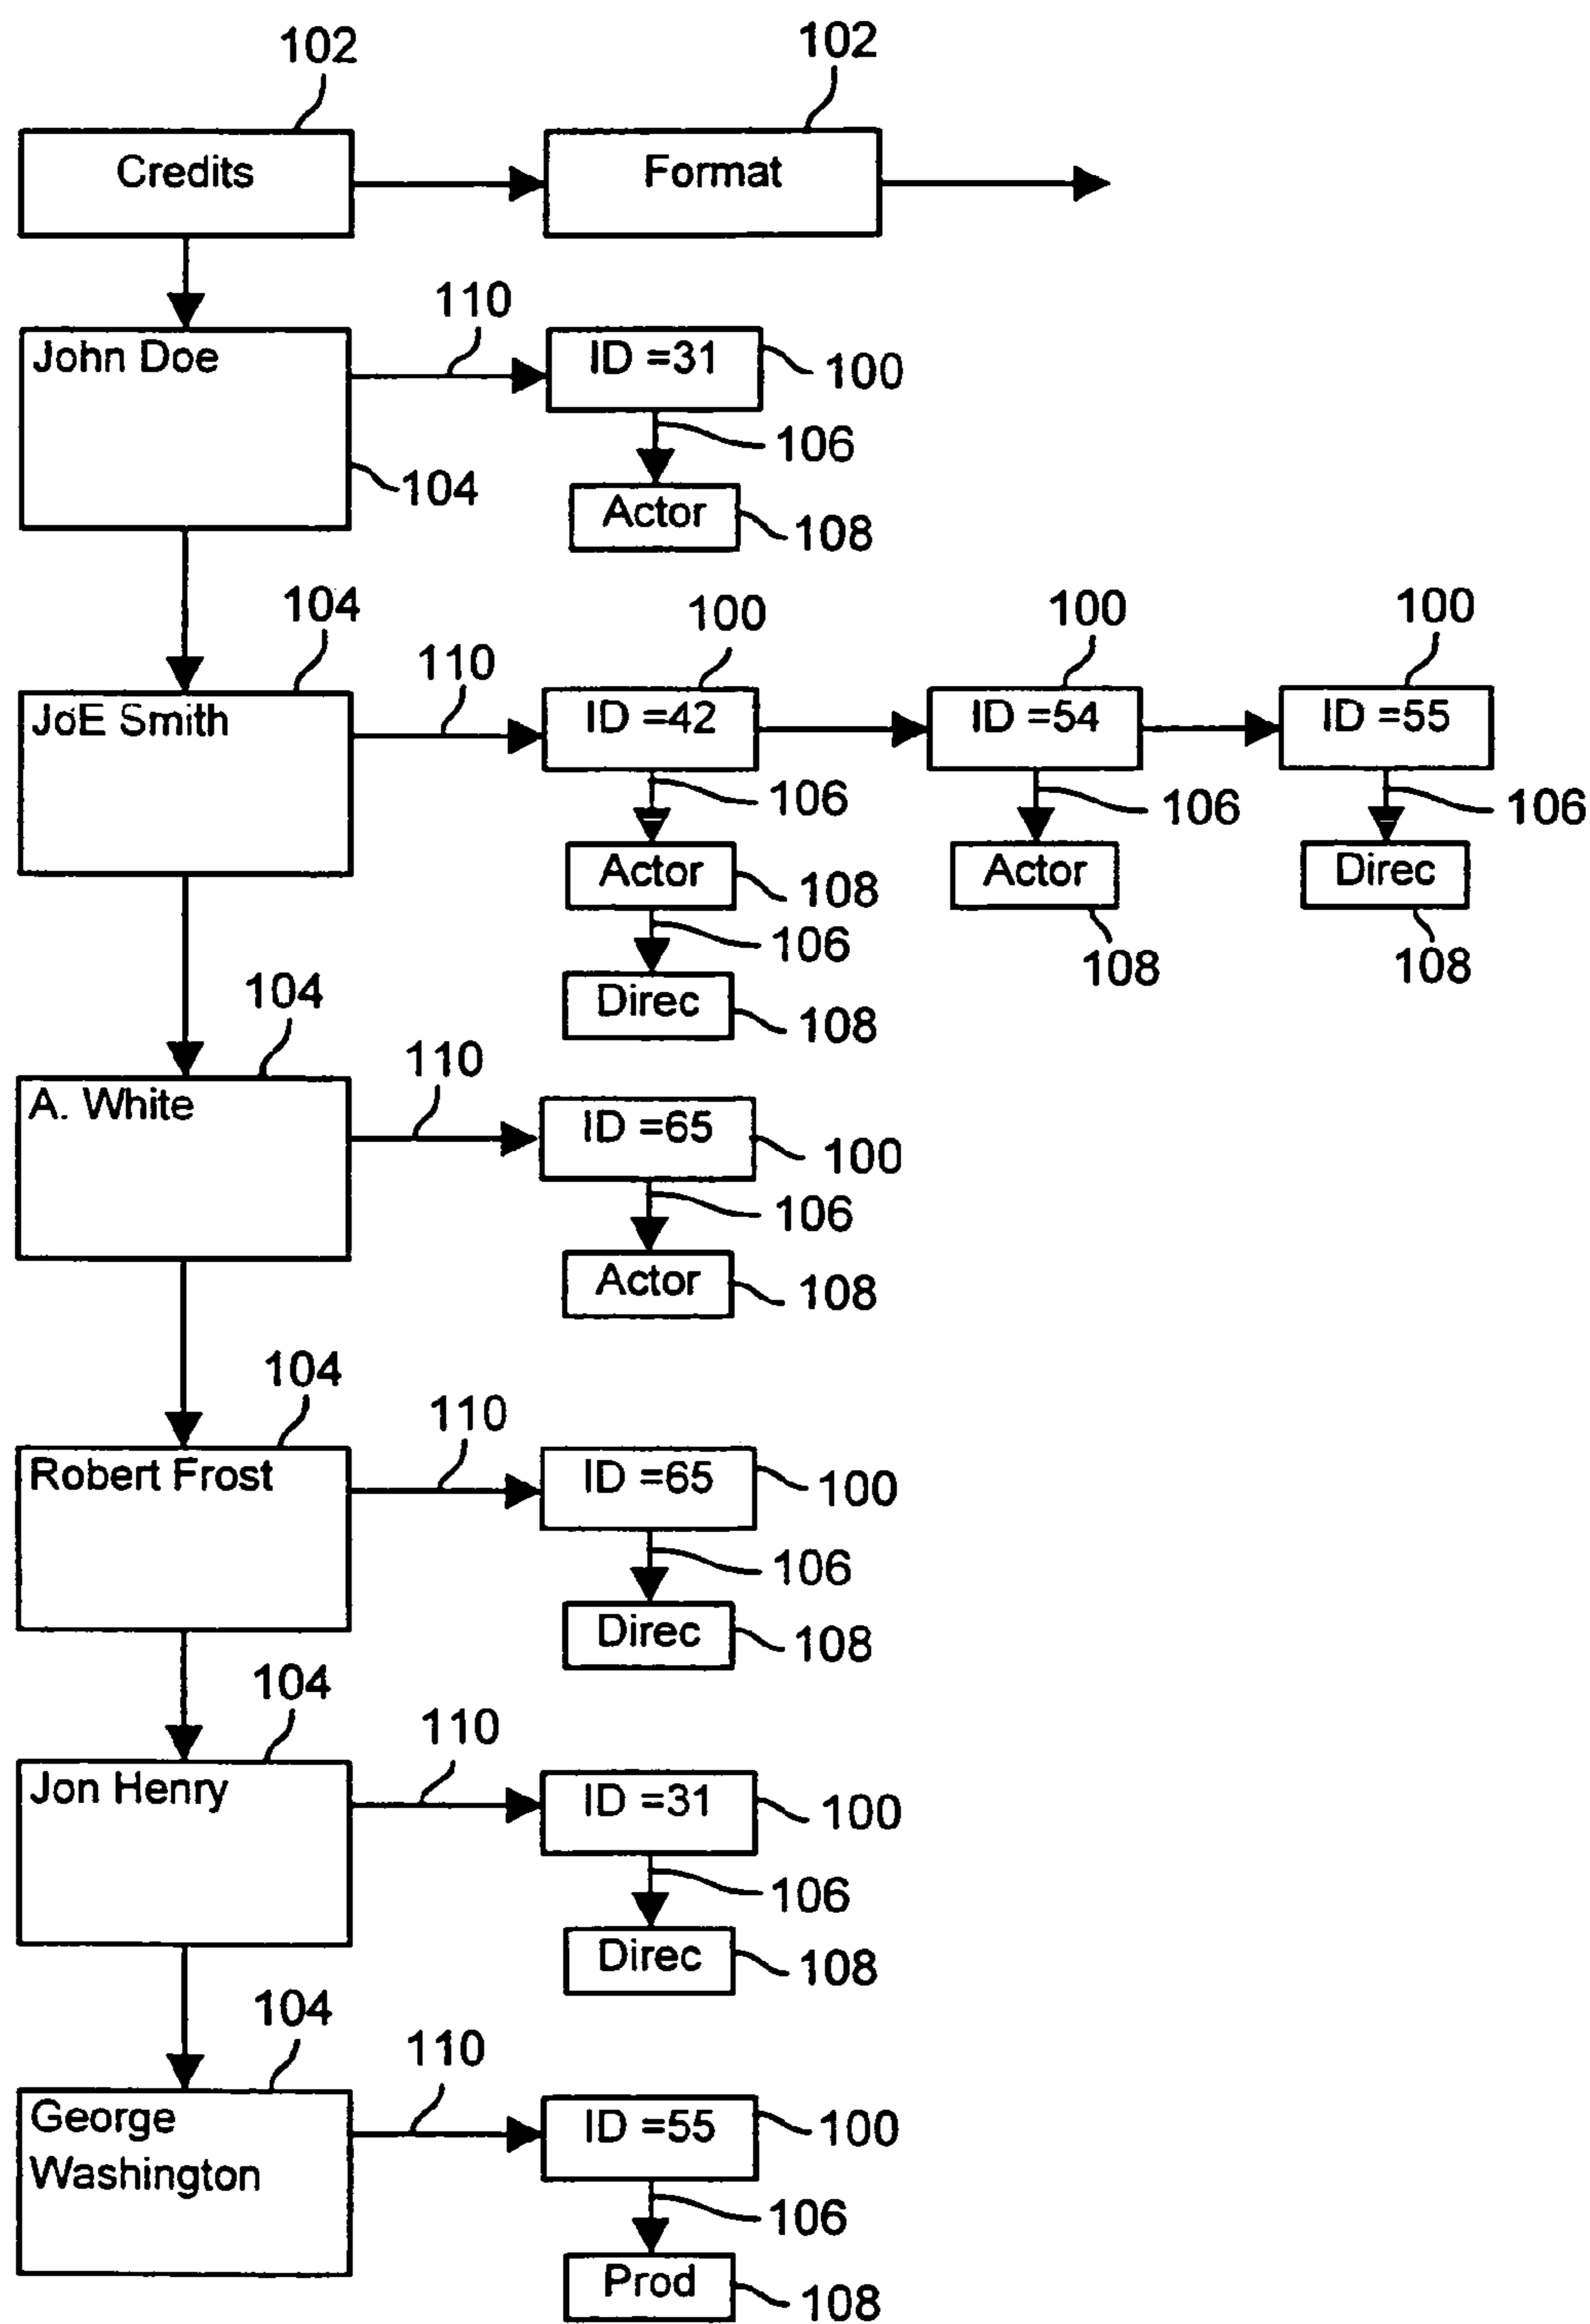 102 102
Credits Format
110
John Doe ID =31 100
106
104 Actor 108
104 100 100 100
110
JoE Smith ID =42 ID =54 ID =55
106 106 106
Actor 108 Actor Direc
106 108 108
104 Direc 108
110
A. White ID =65 100
106
Actor 108
104 110
Robert Frost ID =65 100
106
Direc 108
104 110
Jon Henry ID =31 100
106
Direc 108
104 110
George ID =55 100
Washington
106
Prod 108